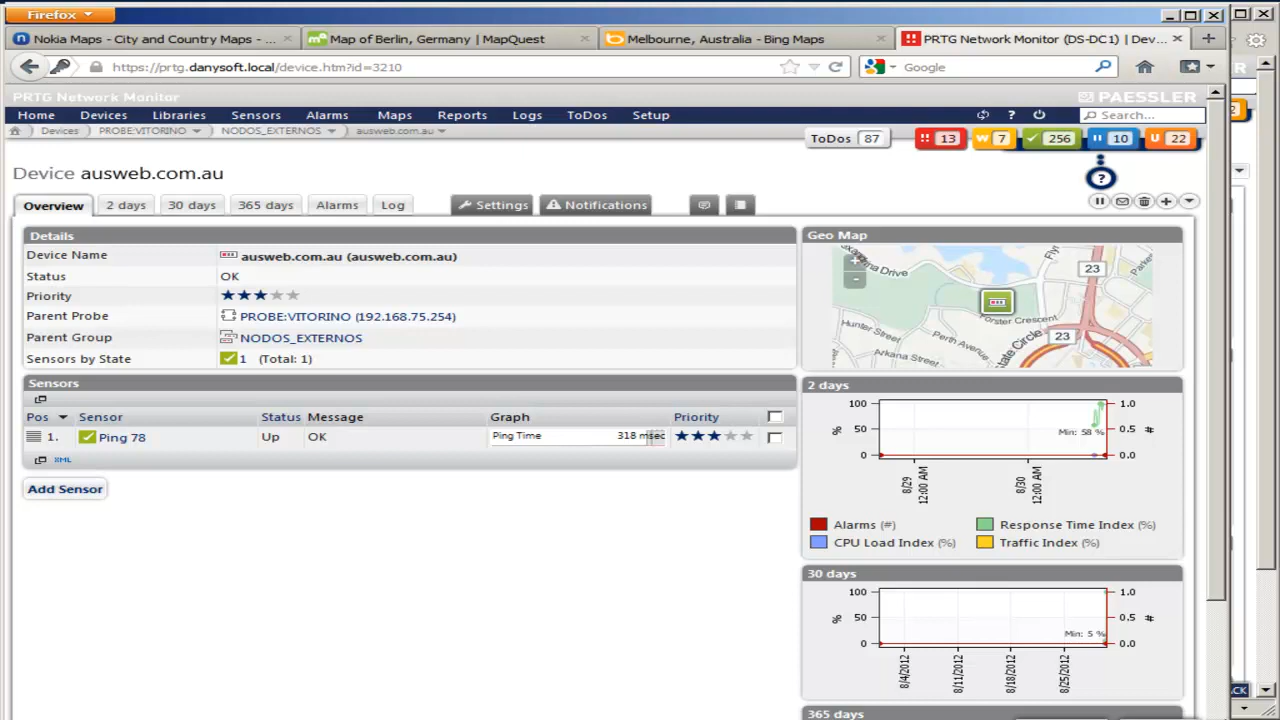 Firefox
Nokia Maps - City and Country Maps - ...
Map of Berlin, Germany | MapQuest
Melbourne, Australia - Bing Maps
PRTG Network Monitor (DS-DC1) | Dev...
https://prtg.danysoft.local/device.htm?id=3210
Google
PRTG Network Monitor
PAESSLER
Home Devices Libraries Sensors Alarms Maps Reports Logs ToDos Setup
? Search...
Devices PROBE:VITORINO NODOS_EXTERNOS ausweb.com.au
ToDos 87 !! 13 W 7 256 10 U 22
?
Device ausweb.com.au
Overview 2 days 30 days 365 days Alarms Log Settings Notifications
Details
Device Name ausweb.com.au (ausweb.com.au)
Status OK
Priority
Parent Probe PROBE:VITORINO (192.168.75.254)
Parent Group NODOS_EXTERNOS
Sensors by State 1 (Total: 1)
Sensors
Pos Sensor Status Message Graph Priority
1. Ping 78 Up OK Ping Time 318 msec
XML
Add Sensor
Geo Map
Drive
23
Forster Crescent
Hunter Street
Perth Avenue
State Circle
23
Arkana Street
2 days
100 1.0
% 50 0.5 #
Min: 58 %
0 0.0
8/29 12:00 AM
8/30 12:00 AM
Alarms (#) Response Time Index (%)
CPU Load Index (%) Traffic Index (%)
30 days
100 1.0
% 50 0.5 #
Min: 5 %
0 0.0
8/4/2012 8/11/2012 8/18/2012 8/25/2012
365 days